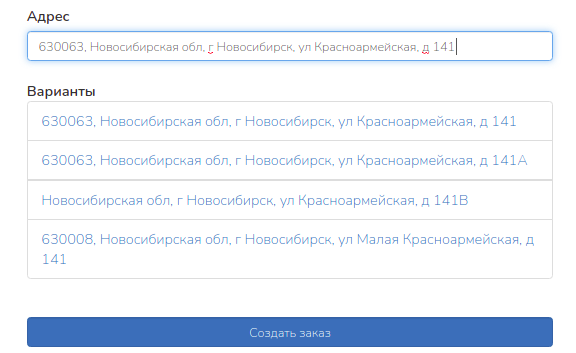 Адрес
630063, Новосибирская обл, г Новосибирск, ул Красноармейская, д 141
Варианты
630063, Новосибирская обл, г Новосибирск, ул Красноармейская, д 141
630063, Новосибирская обл, г Новосибирск, ул Красноармейская, д 141А
Новосибирская обл, г Новосибирск, ул Красноармейская, д 141В
630008, Новосибирская обл, г Новосибирск, ул Малая Красноармейская, д
141
Создать заказ